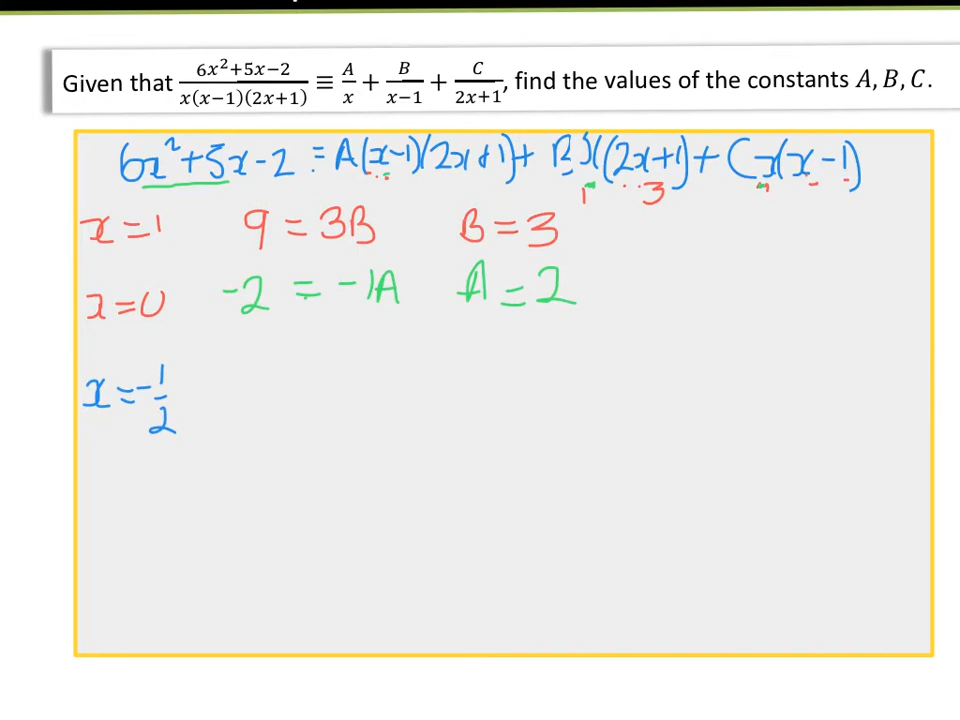 Given that (6x²+5x−2)/(x(x−1)(2x+1)) ≡ A/x + B/(x−1) + C/(2x+1), find the values of the constants A, B, C.
6x²+5x-2 = A(x-1)(2x+1) + Bx(2x+1) + Cx(x-1)
1 3
x=1 9 = 3B B = 3
x=0 -2 = -1A A = 2
x = -1/2